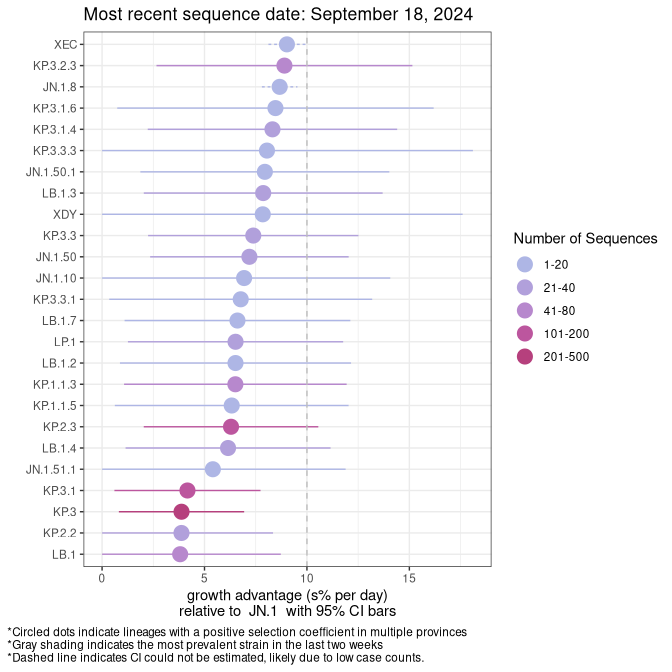 Most recent sequence date: September 18, 2024
XEC
KP.3.2.3
JN.1.8
KP.3.1.6
KP.3.1.4
KP.3.3.3
JN.1.50.1
LB.1.3
XDY
KP.3.3
JN.1.50
JN.1.10
KP.3.3.1
LB.1.7
LP.1
LB.1.2
KP.1.1.3
KP.1.1.5
KP.2.3
LB.1.4
JN.1.51.1
KP.3.1
KP.3
KP.2.2
LB.1
0 5 10 15
growth advantage (s% per day)
relative to JN.1 with 95% CI bars
Number of Sequences
1-20
21-40
41-80
101-200
201-500
*Circled dots indicate lineages with a positive selection coefficient in multiple provinces
*Gray shading indicates the most prevalent strain in the last two weeks
*Dashed line indicates CI could not be estimated, likely due to low case counts.